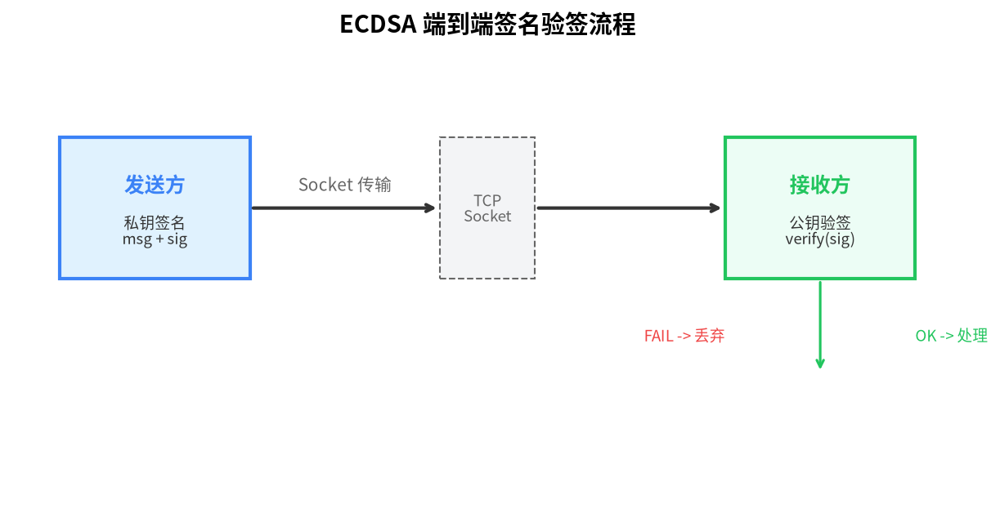 ECDSA 端到端签名验签流程
发送方
私钥签名
msg + sig
Socket 传输
TCP
Socket
接收方
公钥验签
verify(sig)
FAIL -> 丢弃
OK -> 处理